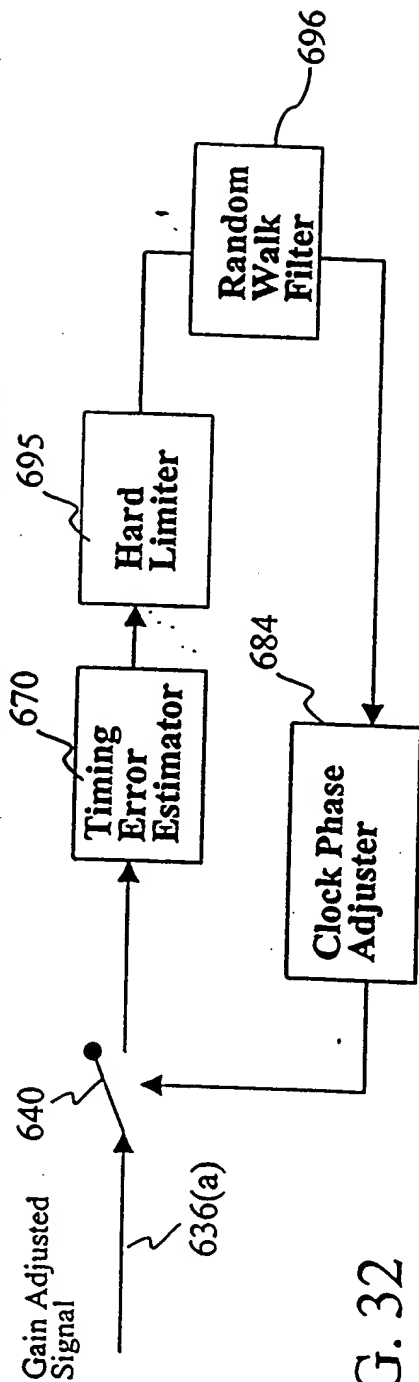 Gain Adjusted
Signal
636(a)
640
670
Timing
Error
Estimator
695
Hard
Limiter
696
Random
Walk
Filter
684
Clock Phase
Adjuster
G. 32